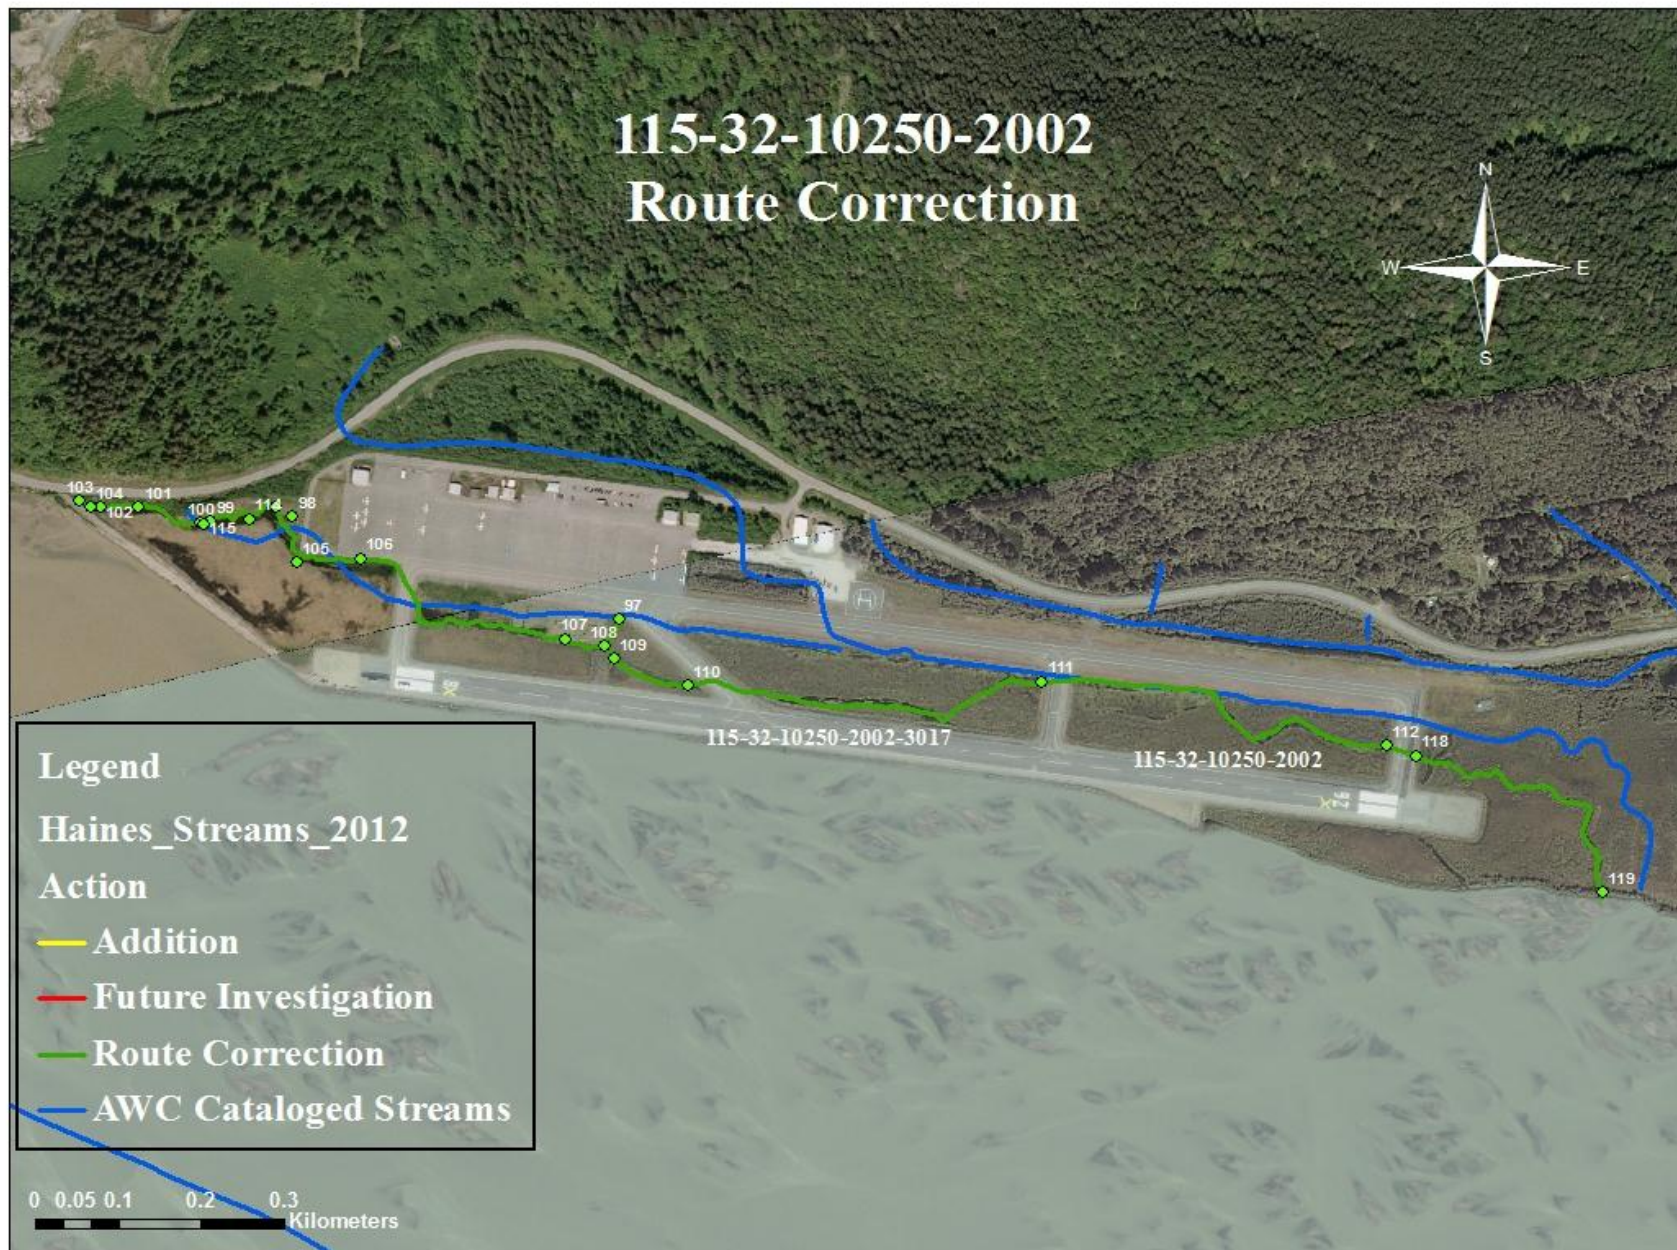 115-32-10250-2002
Route Correction
N
W E
S
103
104
101
102
100
99
115
114
98
105
106
97
107
108
109
110
111
112
118
119
H
26
115-32-10250-2002-3017
115-32-10250-2002
Legend
Haines_Streams_2012
Action
Addition
Future Investigation
Route Correction
AWC Cataloged Streams
0 0.05 0.1 0.2 0.3
Kilometers